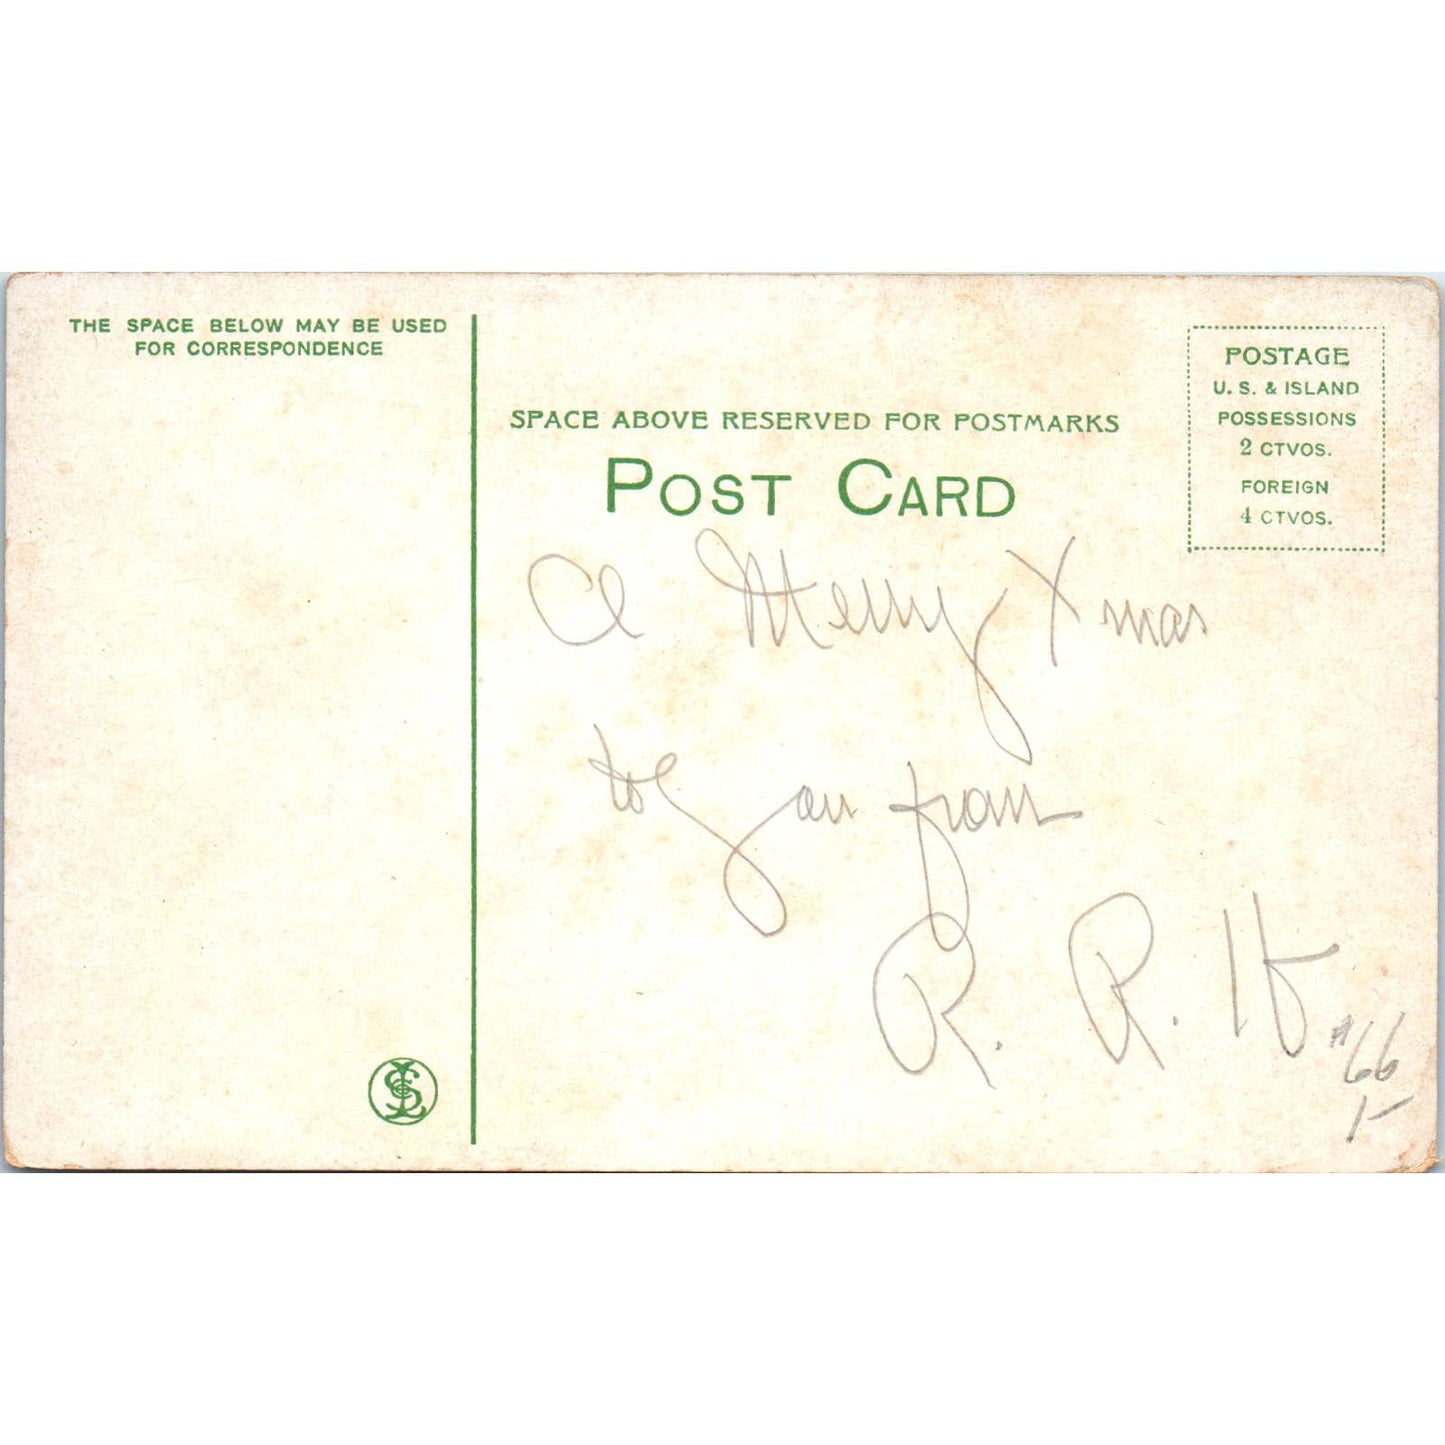 THE SPACE BELOW MAY BE USED
FOR CORRESPONDENCE
SPACE ABOVE RESERVED FOR POSTMARKS
POST CARD
POSTAGE
U. S. & ISLAND
POSSESSIONS
2 CTVOS.
FOREIGN
4 CTVOS.
A Merry Xmas
to you from
R. R. H
#66
1-